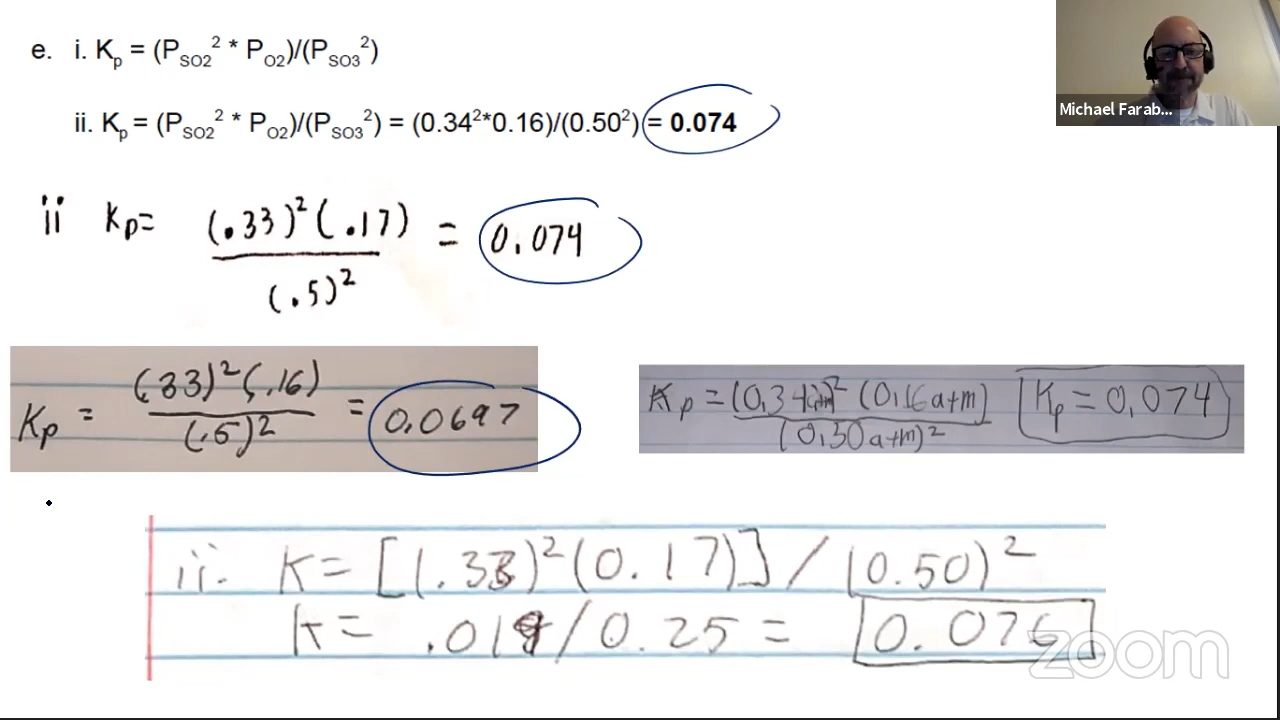 e. i. Kp = (PSO2² * PO2)/(PSO3²)
Michael Farab...
ii. Kp = (PSO2² * PO2)/(PSO3²) = (0.34²*0.16)/(0.50²) = 0.074
ii Kp= (.33)²(.17)
= 0.074
(.5)²
Kp = (.33)²(.16)
= 0.0697
(.5)²
Kp = (0.34atm)² (0.16atm)
Kp = 0.074
(0.50atm)²
ii. K= [(.33)²(0.17)] / (0.50)²
K= .019/0.25 = 0.076
zoom